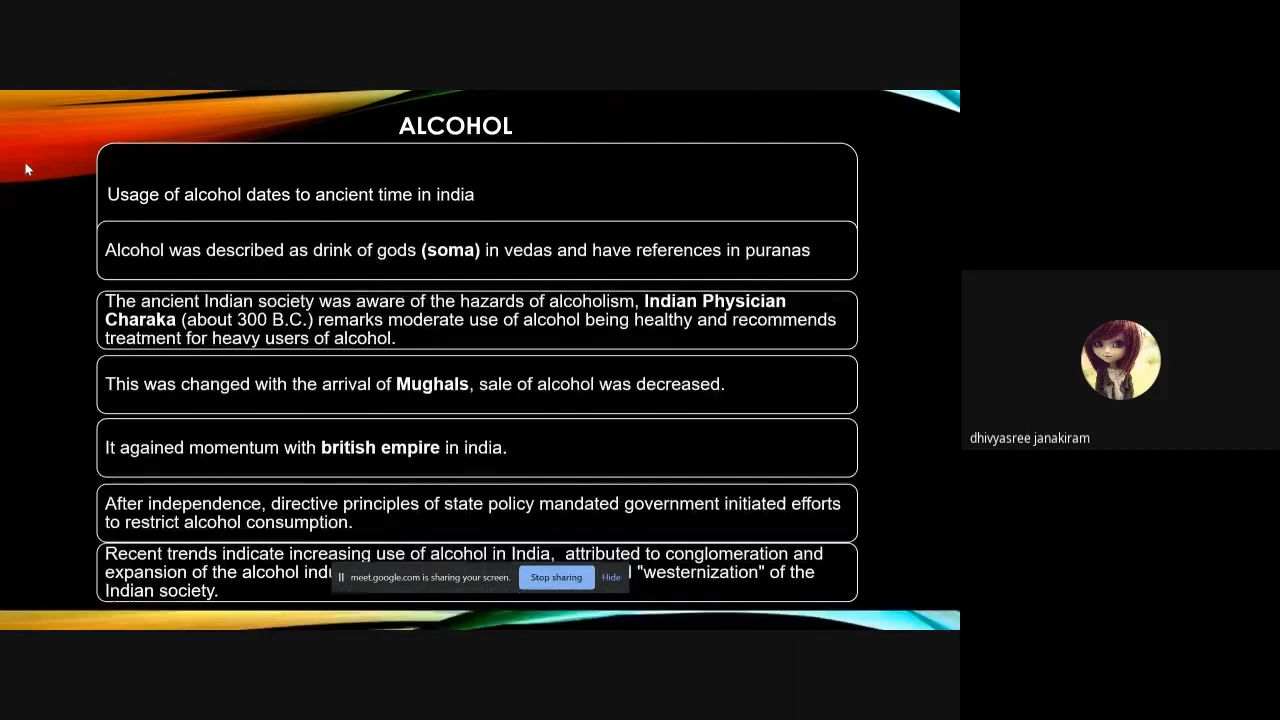 ALCOHOL
Usage of alcohol dates to ancient time in india
Alcohol was described as drink of gods (soma) in vedas and have references in puranas
The ancient Indian society was aware of the hazards of alcoholism, Indian Physician
Charaka (about 300 B.C.) remarks moderate use of alcohol being healthy and recommends
treatment for heavy users of alcohol.
This was changed with the arrival of Mughals, sale of alcohol was decreased.
It agained momentum with british empire in india.
After independence, directive principles of state policy mandated government initiated efforts
to restrict alcohol consumption.
Recent trends indicate increasing use of alcohol in India, attributed to conglomeration and
expansion of the alcohol "westernization" of the
Indian society.
meet.google.com is sharing your screen. Stop sharing Hide
dhivyasree janakiram